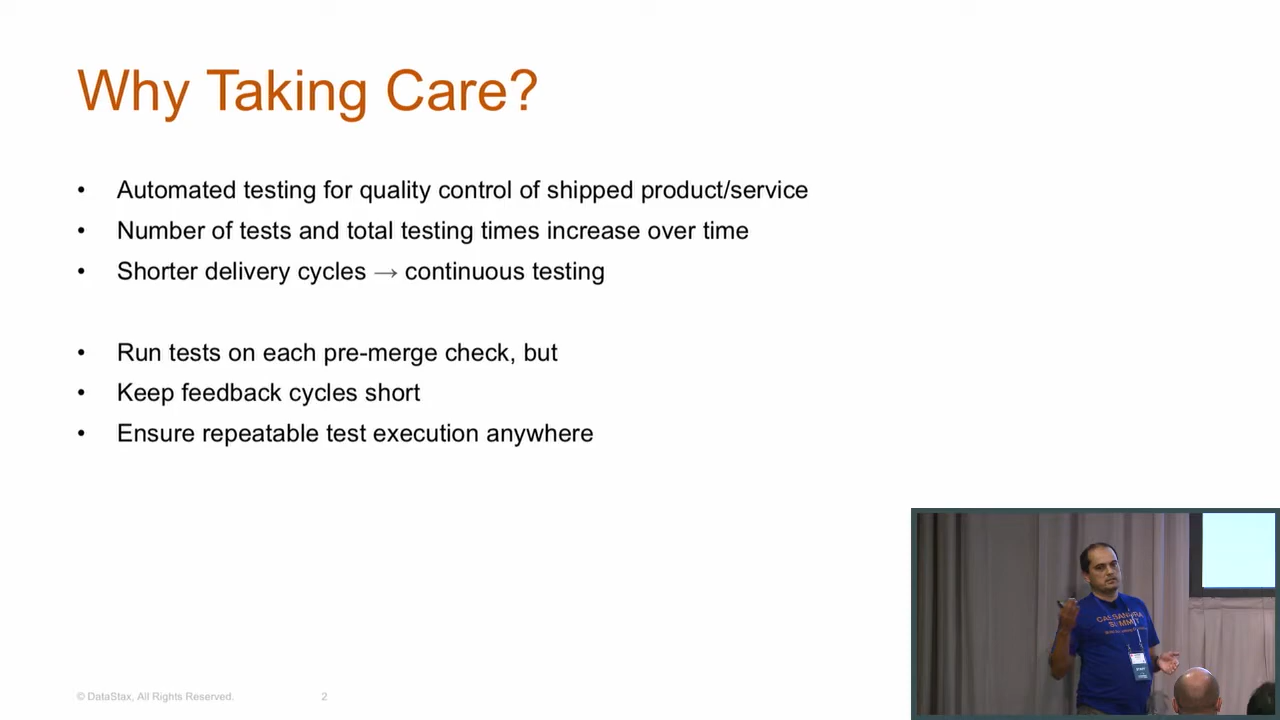 Why Taking Care?
• Automated testing for quality control of shipped product/service
• Number of tests and total testing times increase over time
• Shorter delivery cycles → continuous testing
• Run tests on each pre-merge check, but
• Keep feedback cycles short
• Ensure repeatable test execution anywhere
CASSANDRA
SUMMIT
© DataStax, All Rights Reserved.
2